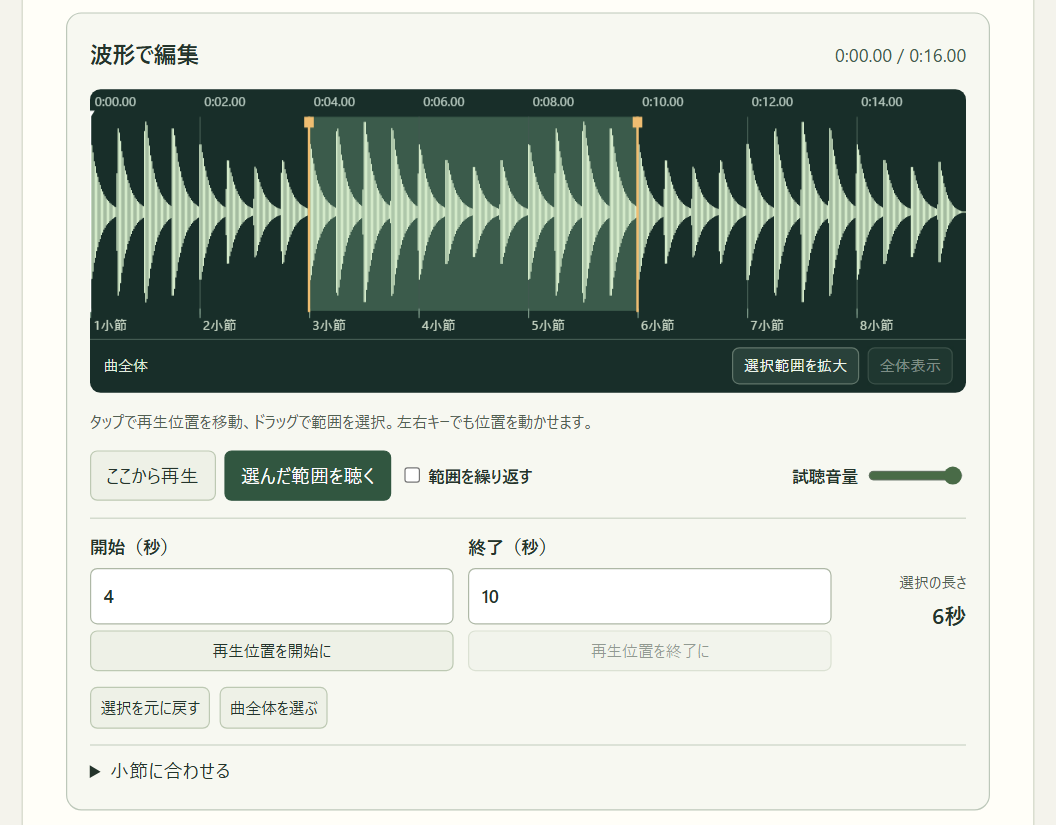 波形で編集
0:00.00 / 0:16.00
0:00.00 0:02.00 0:04.00 0:06.00 0:08.00 0:10.00 0:12.00 0:14.00
1小節 2小節 3小節 4小節 5小節 6小節 7小節 8小節
曲全体
選択範囲を拡大
全体表示
タップで再生位置を移動、ドラッグで範囲を選択。左右キーでも位置を動かせます。
ここから再生
選んだ範囲を聴く
範囲を繰り返す
試聴音量
開始（秒）
4
再生位置を開始に
終了（秒）
10
再生位置を終了に
選択の長さ
6秒
選択を元に戻す
曲全体を選ぶ
小節に合わせる